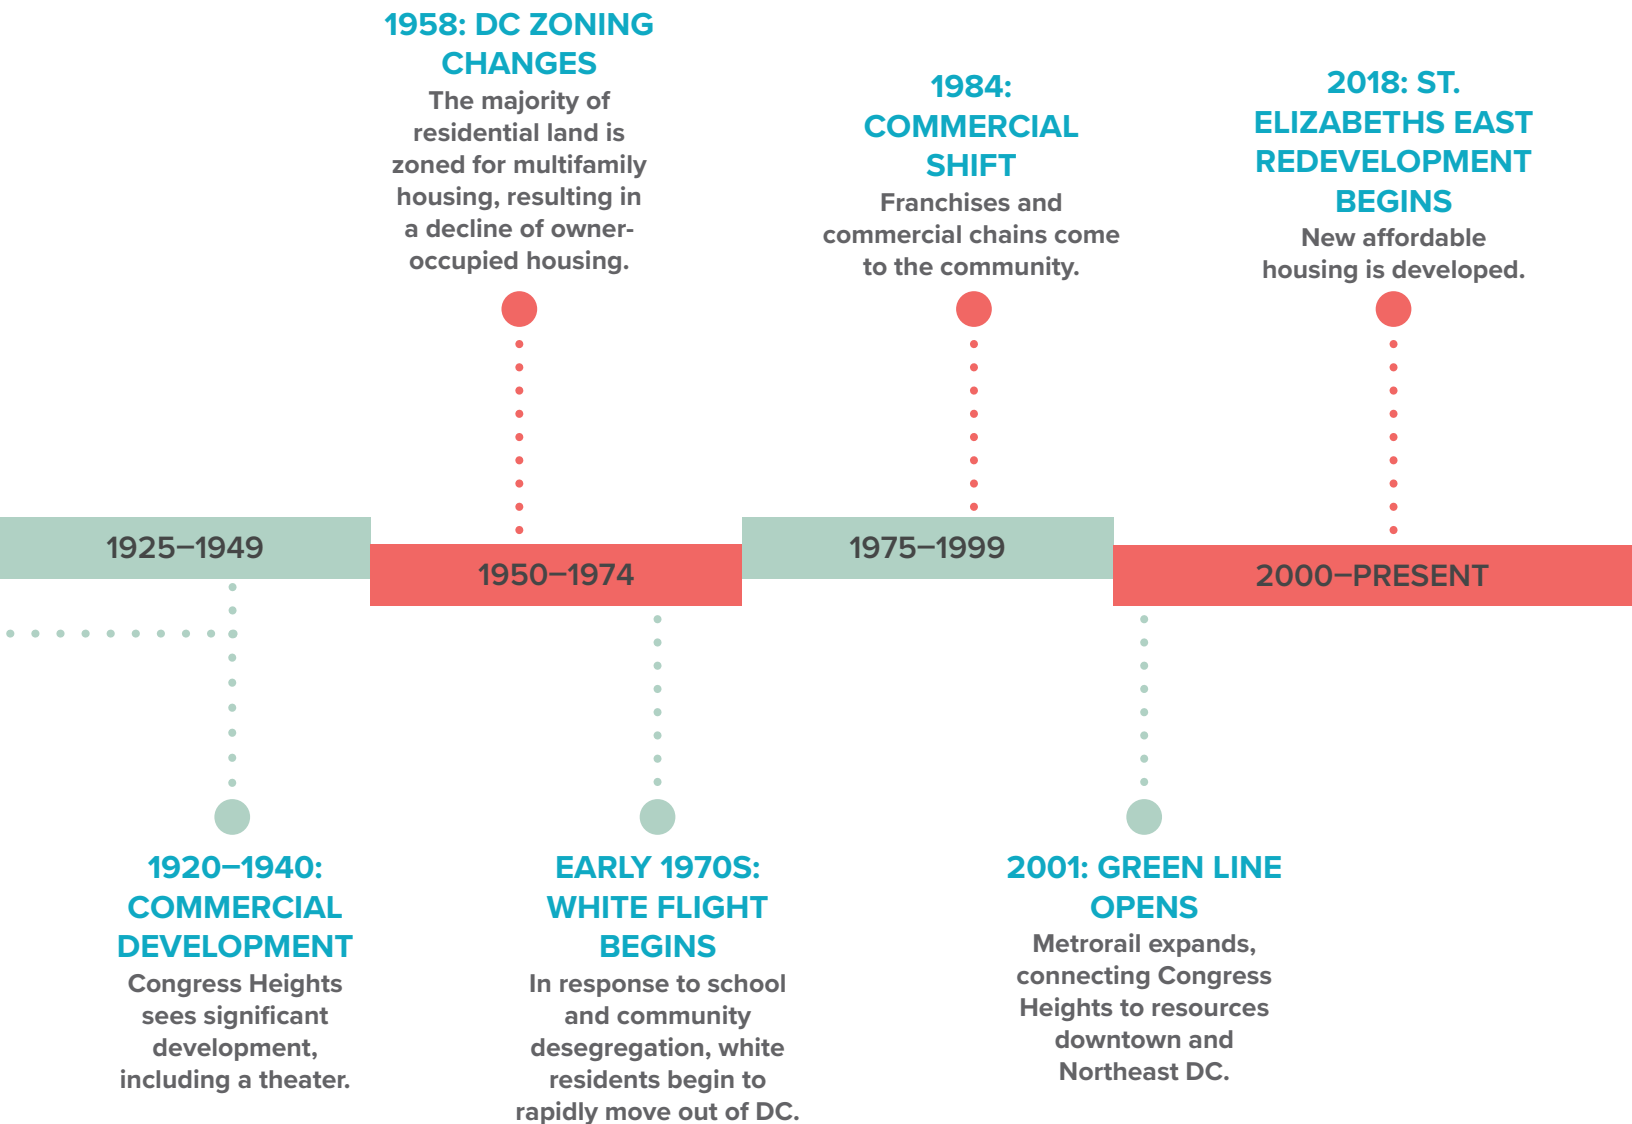 1958: DC ZONING
CHANGES
The majority of
residential land is
zoned for multifamily
housing, resulting in
a decline of owner-
occupied housing.
1984:
COMMERCIAL
SHIFT
Franchises and
commercial chains come
to the community.
2018: ST.
ELIZABETHS EAST
REDEVELOPMENT
BEGINS
New affordable
housing is developed.
1925–1949
1950–1974
1975–1999
2000–PRESENT
1920–1940:
COMMERCIAL
DEVELOPMENT
Congress Heights
sees significant
development,
including a theater.
EARLY 1970S:
WHITE FLIGHT
BEGINS
In response to school
and community
desegregation, white
residents begin to
rapidly move out of DC.
2001: GREEN LINE
OPENS
Metrorail expands,
connecting Congress
Heights to resources
downtown and
Northeast DC.